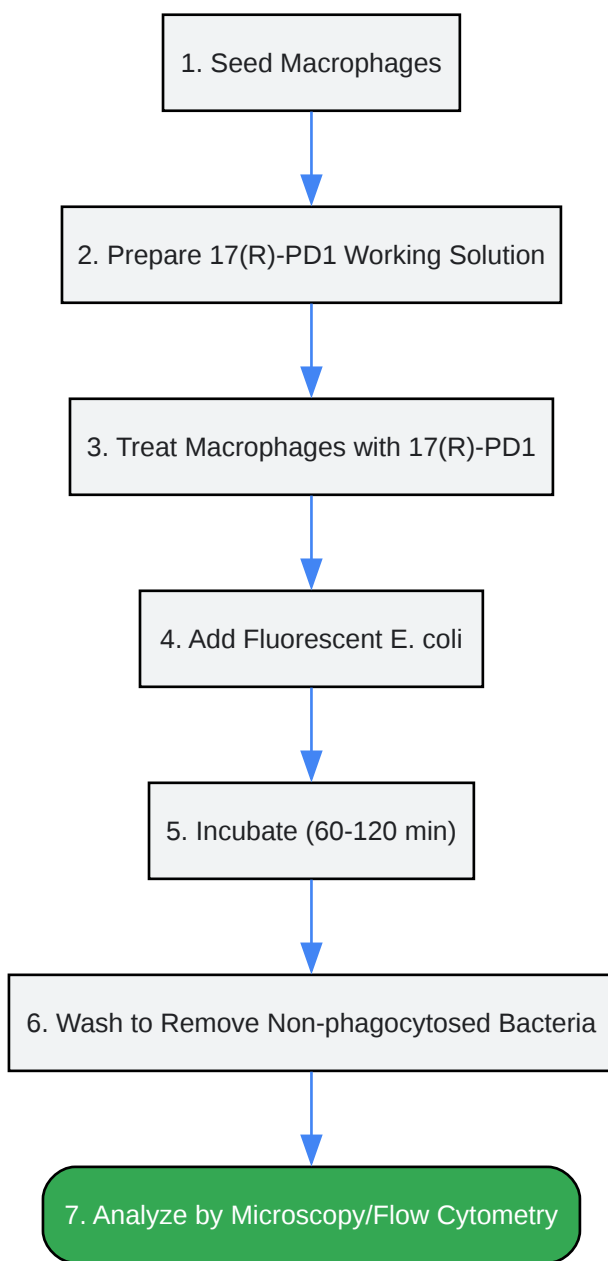 1. Seed Macrophages
2. Prepare 17(R)-PD1 Working Solution
3. Treat Macrophages with 17(R)-PD1
4. Add Fluorescent E. coli
5. Incubate (60-120 min)
6. Wash to Remove Non-phagocytosed Bacteria
7. Analyze by Microscopy/Flow Cytometry